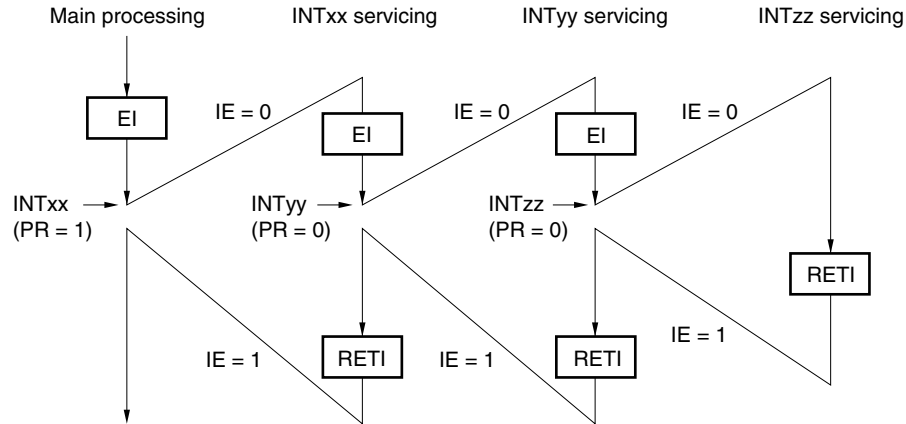 Main processing
INTxx servicing
INTyy servicing
INTzz servicing
IE = 0
IE = 0
IE = 0
EI
EI
EI
INTxx
(PR = 1)
INTyy
(PR = 0)
INTzz
(PR = 0)
RETI
IE = 1
RETI
IE = 1
RETI
IE = 1